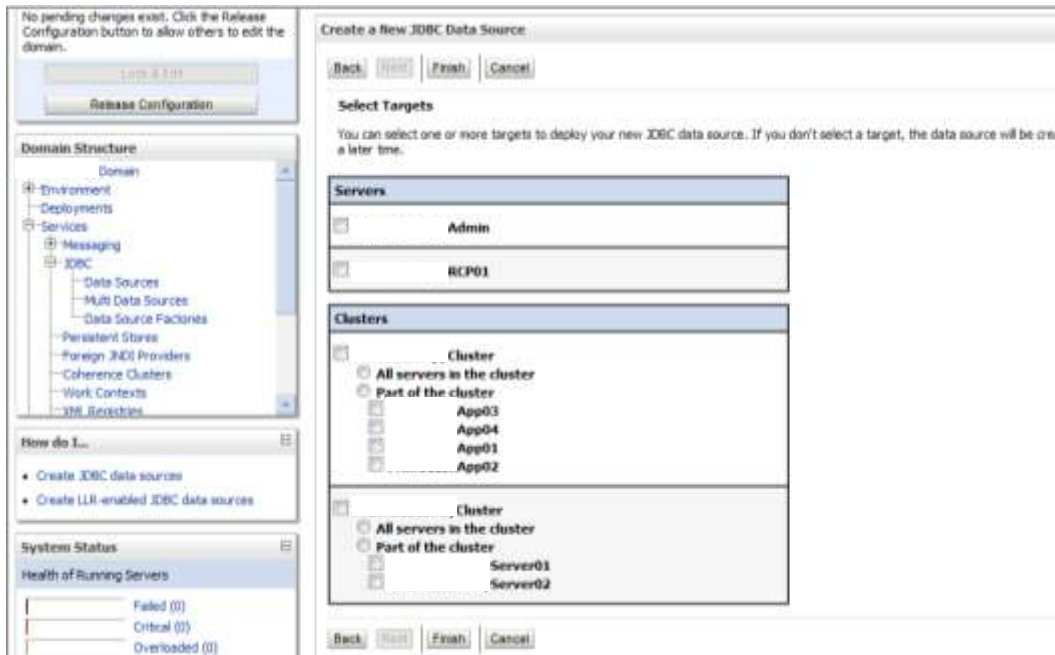 No pending changes exist. Click the Release
Configuration button to allow others to edit the
domain.
Lock & Edit
Release Configuration
Domain Structure
Domain
Environment
Deployments
Services
Messaging
JDBC
Data Sources
Multi Data Sources
Data Source Factories
Persistent Stores
Foreign JNDI Providers
Coherence Clusters
Work Contexts
XML Registries
How do I...
Create JDBC data sources
Create LLR-enabled JDBC data sources
System Status
Health of Running Servers
Failed (0)
Critical (0)
Overloaded (0)
Create a New JDBC Data Source
Back Next Finish Cancel
Select Targets
You can select one or more targets to deploy your new JDBC data source. If you don't select a target, the data source will be cre
a later time.
Servers
Admin
RCP01
Clusters
Cluster
All servers in the cluster
Part of the cluster
App03
App04
App01
App02
Cluster
All servers in the cluster
Part of the cluster
Server01
Server02
Back Next Finish Cancel